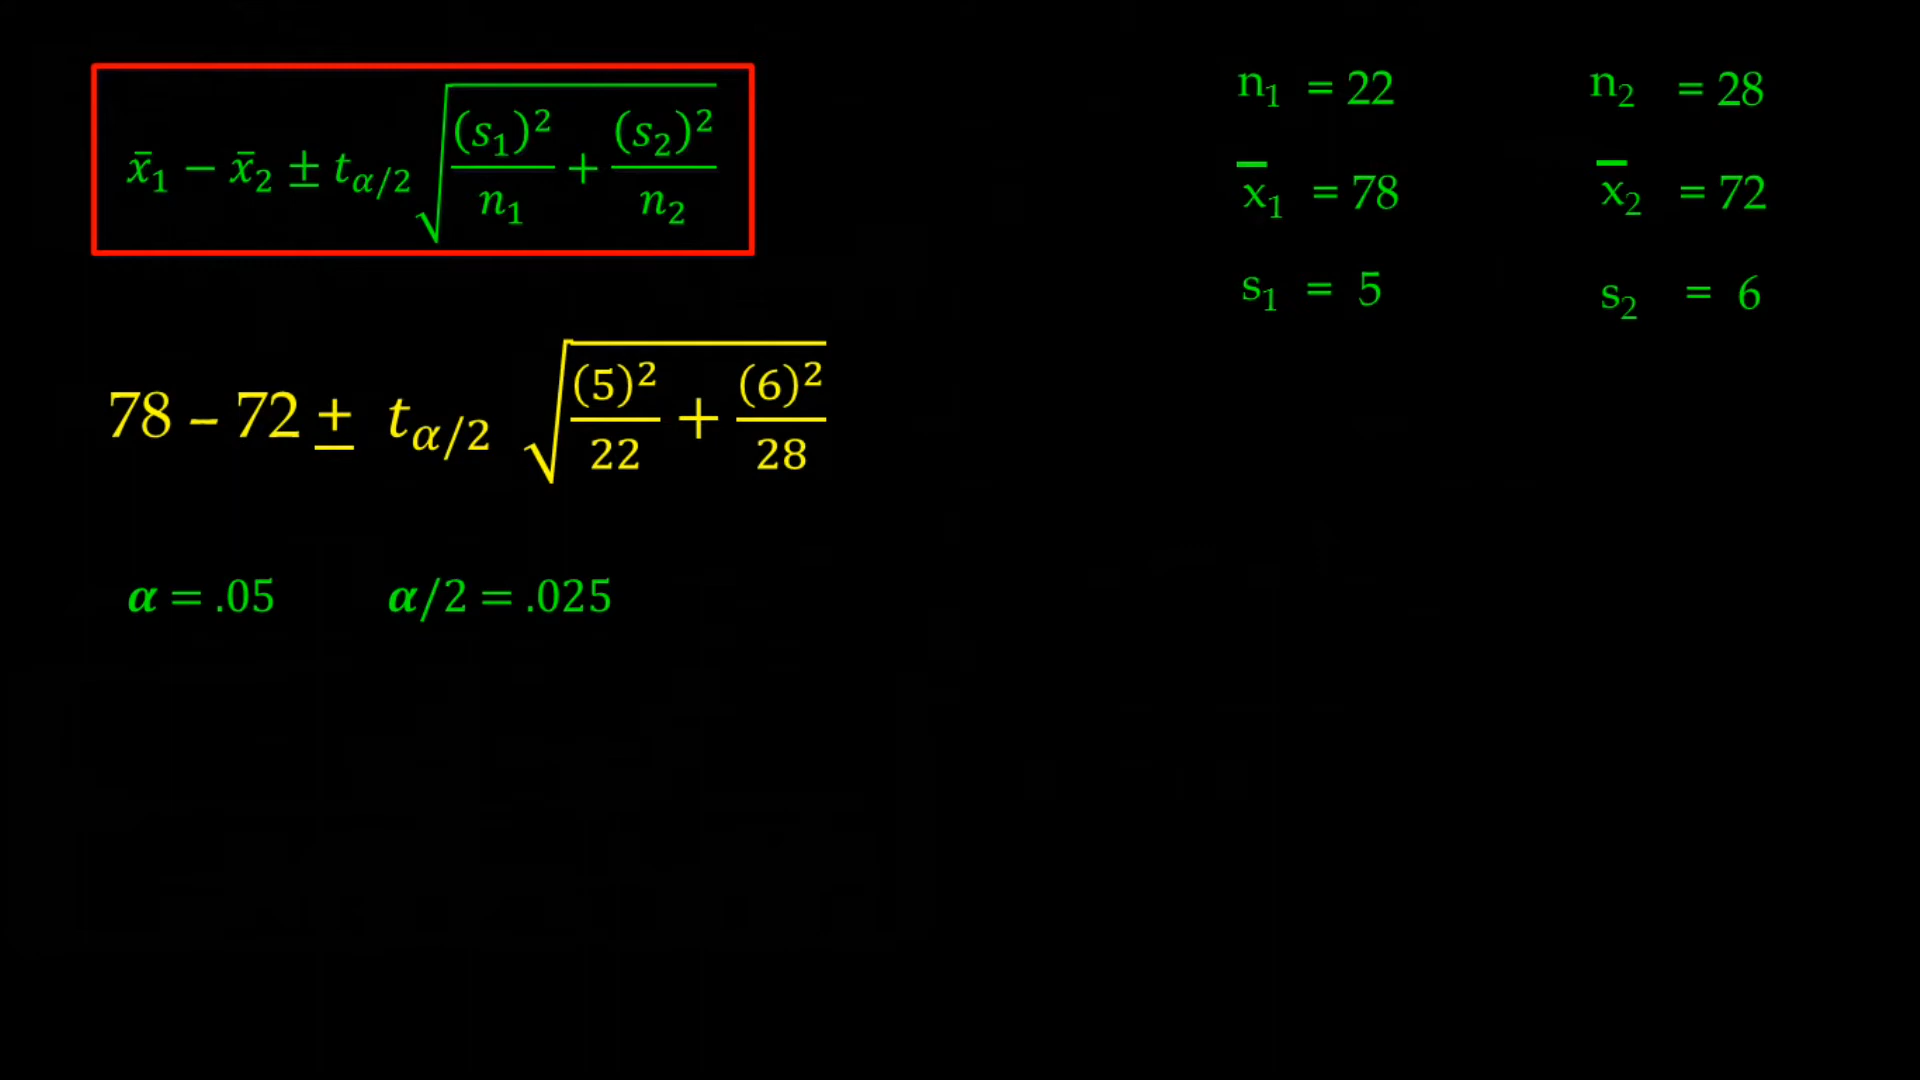 x̄₁ − x̄₂ ± t_{α/2} √((s₁)²/n₁ + (s₂)²/n₂)
n₁ = 22 n₂ = 28
x̄₁ = 78 x̄₂ = 72
s₁ = 5 s₂ = 6
78 – 72 ± t_{α/2} √((5)²/22 + (6)²/28)
α = .05 α/2 = .025